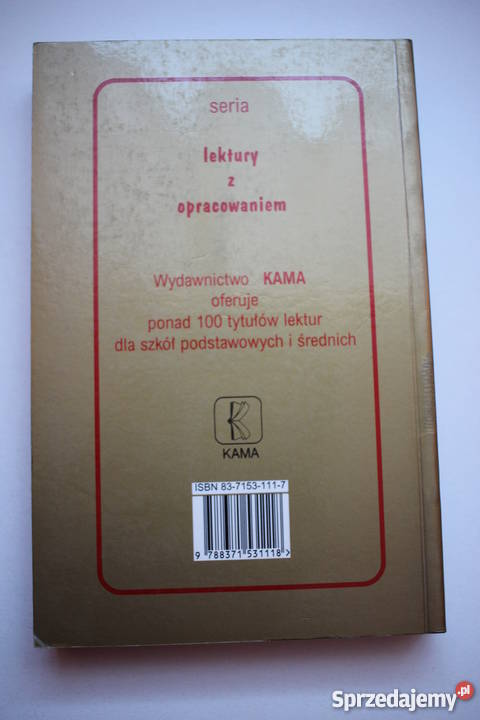 seria
lektury
z
opracowaniem
Wydawnictwo KAMA
oferuje
ponad 100 tytułów lektur
dla szkół podstawowych i średnich
KAMA
ISBN 83-7153-111-7
9 788371 531118 >
Sprzedajemy.pl